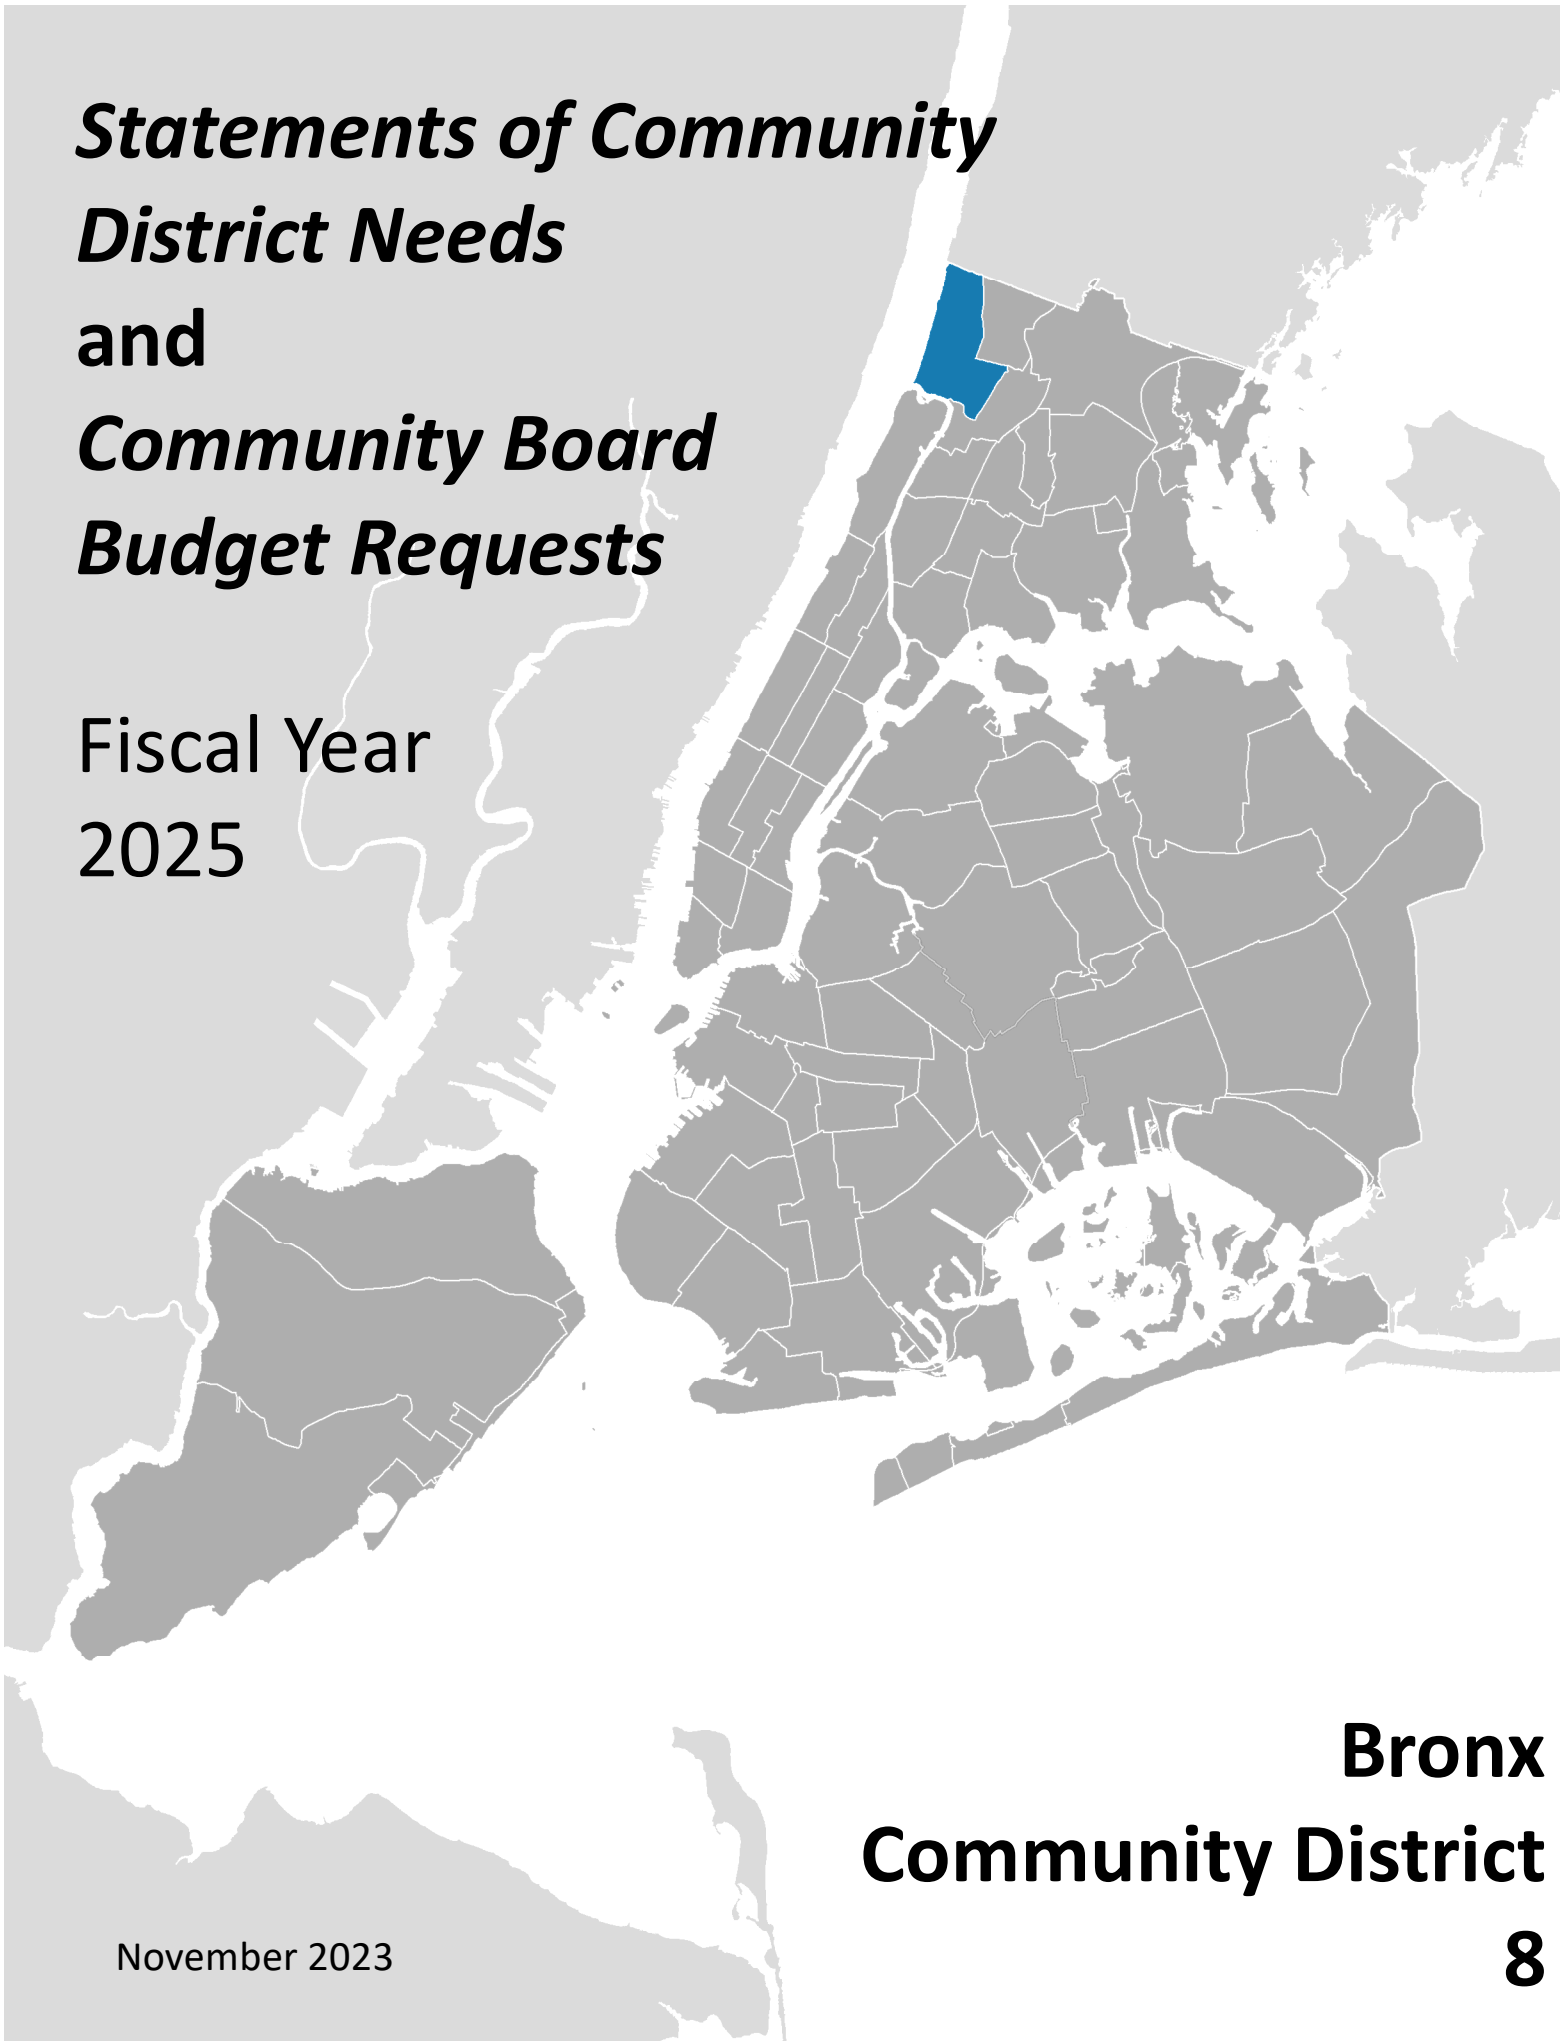 Statements of Community
District Needs
and
Community Board
Budget Requests
Fiscal Year
2025
Bronx
Community District
8
November 2023